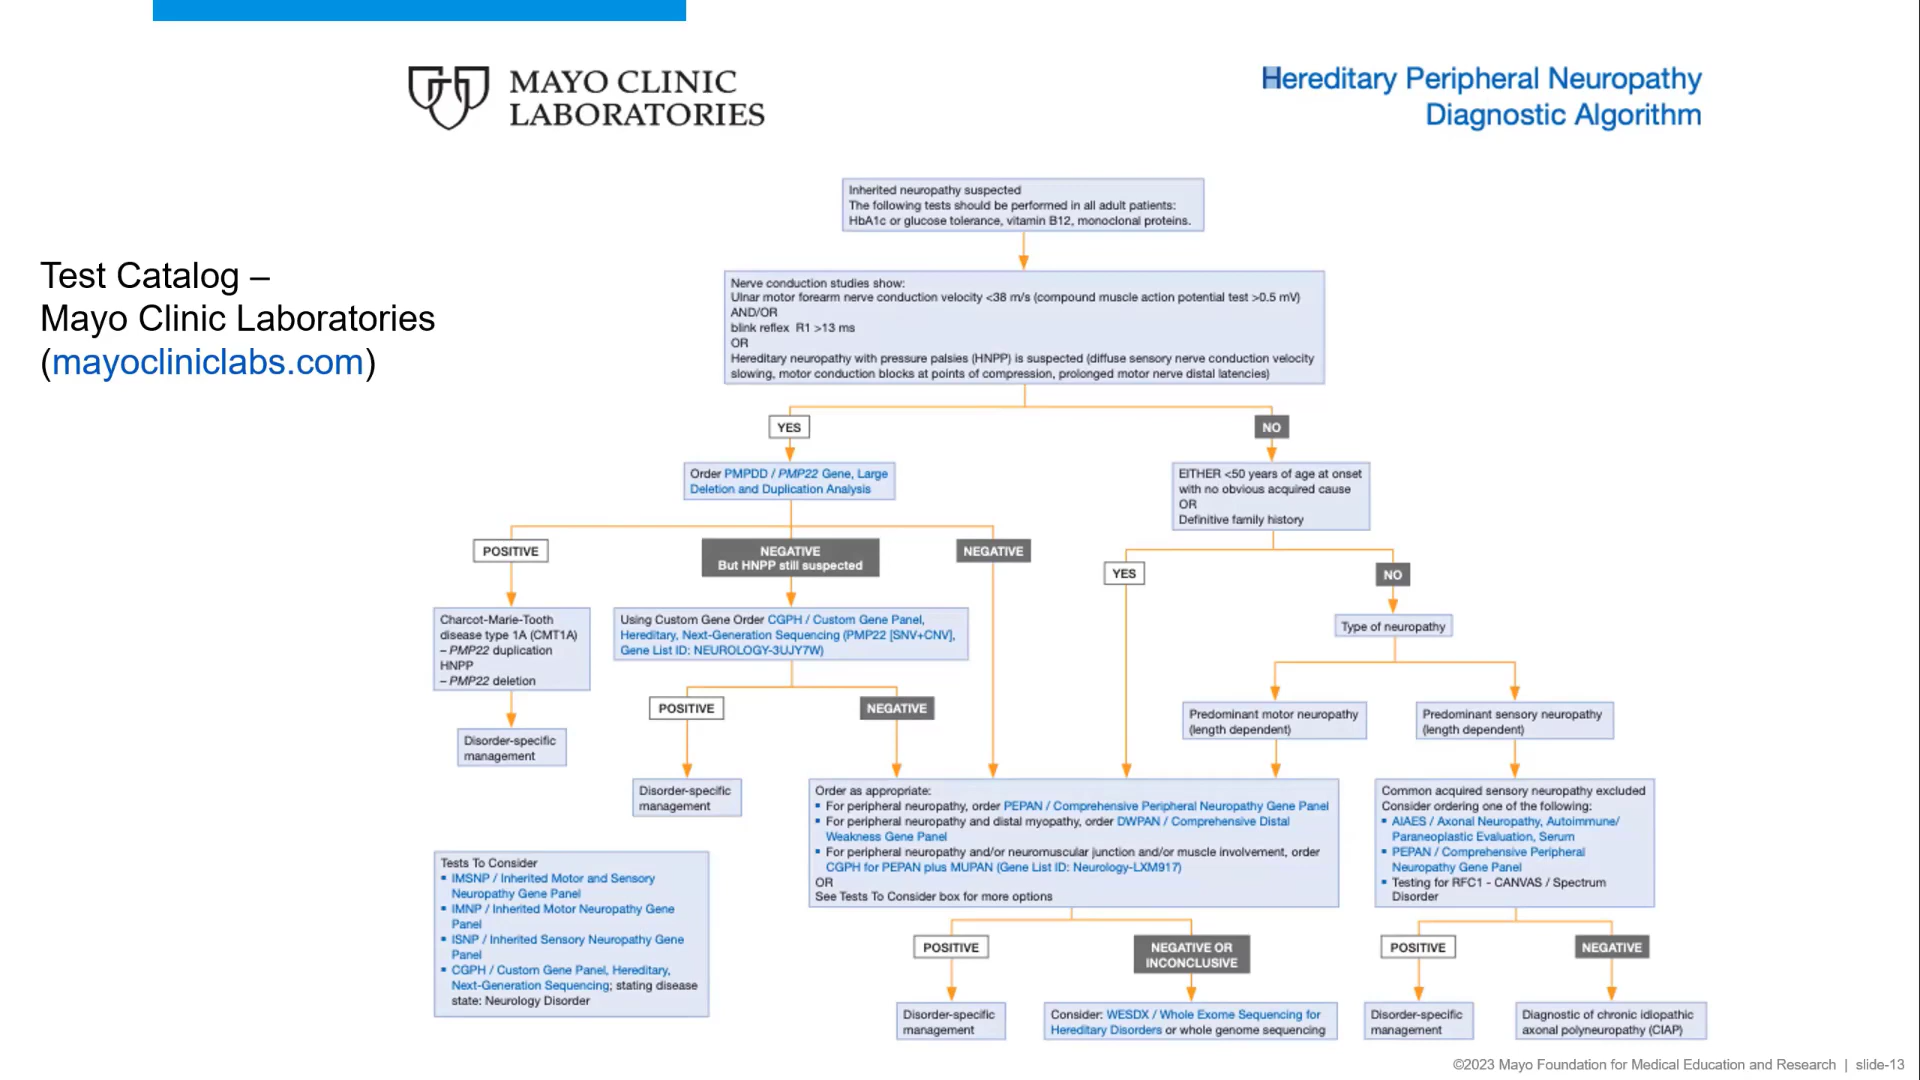 MAYO CLINIC
LABORATORIES
Hereditary Peripheral Neuropathy
Diagnostic Algorithm
Test Catalog –
Mayo Clinic Laboratories
(mayocliniclabs.com)
Inherited neuropathy suspected
The following tests should be performed in all adult patients:
HbA1c or glucose tolerance, vitamin B12, monoclonal proteins.
Nerve conduction studies show:
Ulnar motor forearm nerve conduction velocity <38 m/s (compound muscle action potential test >0.5 mV)
AND/OR
blink reflex R1 >13 ms
OR
Hereditary neuropathy with pressure palsies (HNPP) is suspected (diffuse sensory nerve conduction velocity
slowing, motor conduction blocks at points of compression, prolonged motor nerve distal latencies)
YES
NO
Order PMPDD / PMP22 Gene, Large
Deletion and Duplication Analysis
EITHER <50 years of age at onset
with no obvious acquired cause
OR
Definitive family history
POSITIVE
NEGATIVE
But HNPP still suspected
NEGATIVE
YES
NO
Charcot-Marie-Tooth
disease type 1A (CMT1A)
– PMP22 duplication
HNPP
– PMP22 deletion
Using Custom Gene Order CGPH / Custom Gene Panel,
Hereditary, Next-Generation Sequencing (PMP22 [SNV+CNV],
Gene List ID: NEUROLOGY-3UJY7W)
Type of neuropathy
POSITIVE
NEGATIVE
Predominant motor neuropathy
(length dependent)
Predominant sensory neuropathy
(length dependent)
Disorder-specific
management
Disorder-specific
management
Order as appropriate:
▪ For peripheral neuropathy, order PEPAN / Comprehensive Peripheral Neuropathy Gene Panel
▪ For peripheral neuropathy and distal myopathy, order DWPAN / Comprehensive Distal
Weakness Gene Panel
▪ For peripheral neuropathy and/or neuromuscular junction and/or muscle involvement, order
CGPH for PEPAN plus MUPAN (Gene List ID: Neurology-LXM917)
OR
See Tests To Consider box for more options
Common acquired sensory neuropathy excluded
Consider ordering one of the following:
▪ AIAES / Axonal Neuropathy, Autoimmune/
Paraneoplastic Evaluation, Serum
▪ PEPAN / Comprehensive Peripheral
Neuropathy Gene Panel
▪ Testing for RFC1 - CANVAS / Spectrum
Disorder
Tests To Consider
▪ IMSNP / Inherited Motor and Sensory
Neuropathy Gene Panel
▪ IMNP / Inherited Motor Neuropathy Gene
Panel
▪ ISNP / Inherited Sensory Neuropathy Gene
Panel
▪ CGPH / Custom Gene Panel, Hereditary,
Next-Generation Sequencing; stating disease
state: Neurology Disorder
POSITIVE
NEGATIVE OR
INCONCLUSIVE
POSITIVE
NEGATIVE
Disorder-specific
management
Consider: WESDX / Whole Exome Sequencing for
Hereditary Disorders or whole genome sequencing
Disorder-specific
management
Diagnostic of chronic idiopathic
axonal polyneuropathy (CIAP)
©2023 Mayo Foundation for Medical Education and Research | slide-13